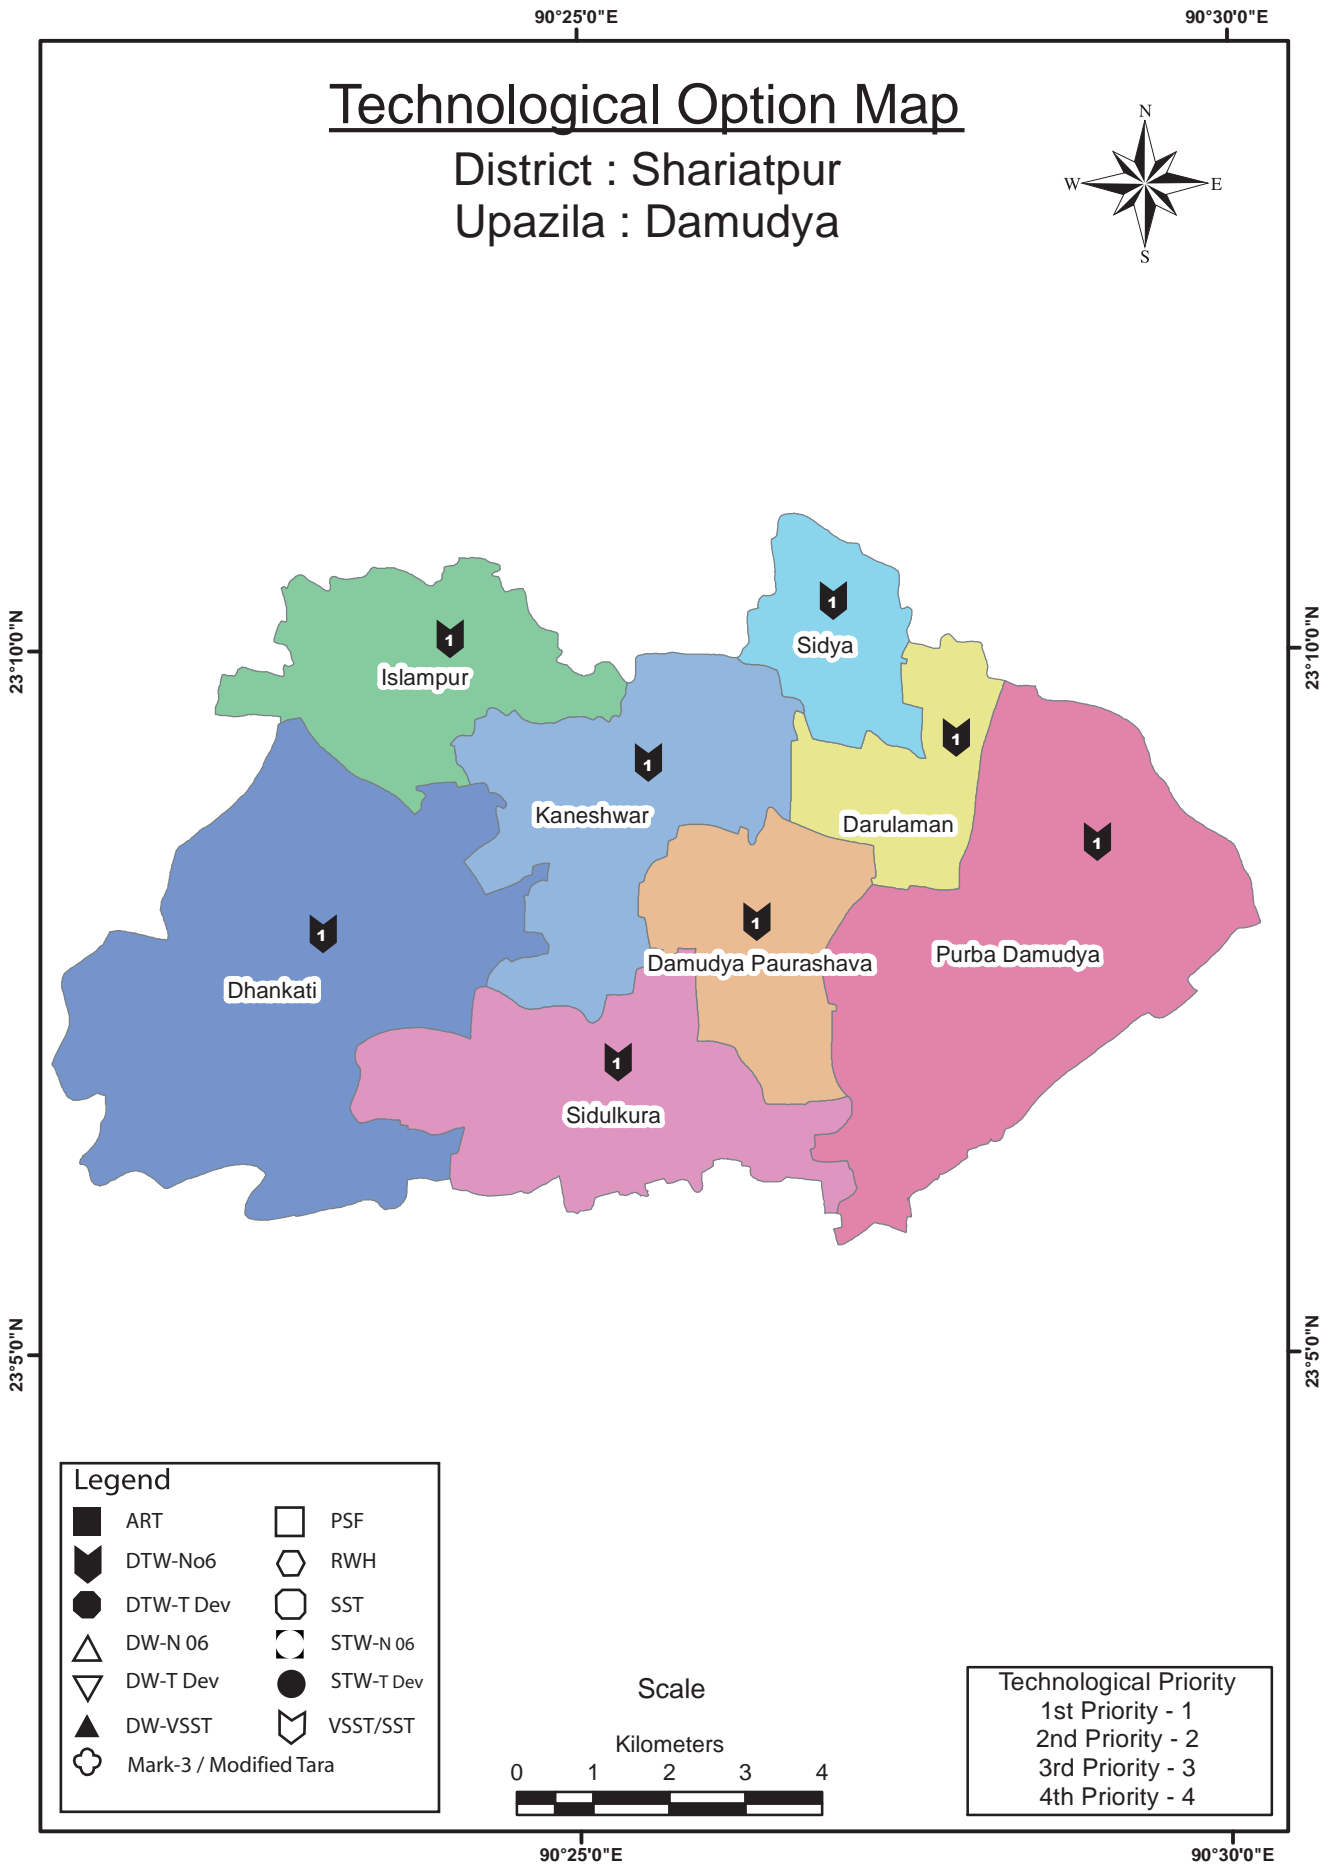 90°25'0"E
90°30'0"E
Technological Option Map
District : Shariatpur
Upazila : Damudya
N
W
E
S
23°10'0"N
23°10'0"N
1
Sidya
1
Islampur
1
1
Kaneshwar
Darulaman
1
1
1
Damudya Paurashava
Purba Damudya
Dhankati
1
Sidulkura
23°5'0"N
23°5'0"N
Legend
ART
PSF
DTW-No6
RWH
DTW-T Dev
SST
DW-N 06
STW-N 06
DW-T Dev
STW-T Dev
DW-VSST
VSST/SST
Mark-3 / Modified Tara
Scale
Kilometers
0 1 2 3 4
Technological Priority
1st Priority - 1
2nd Priority - 2
3rd Priority - 3
4th Priority - 4
90°25'0"E
90°30'0"E